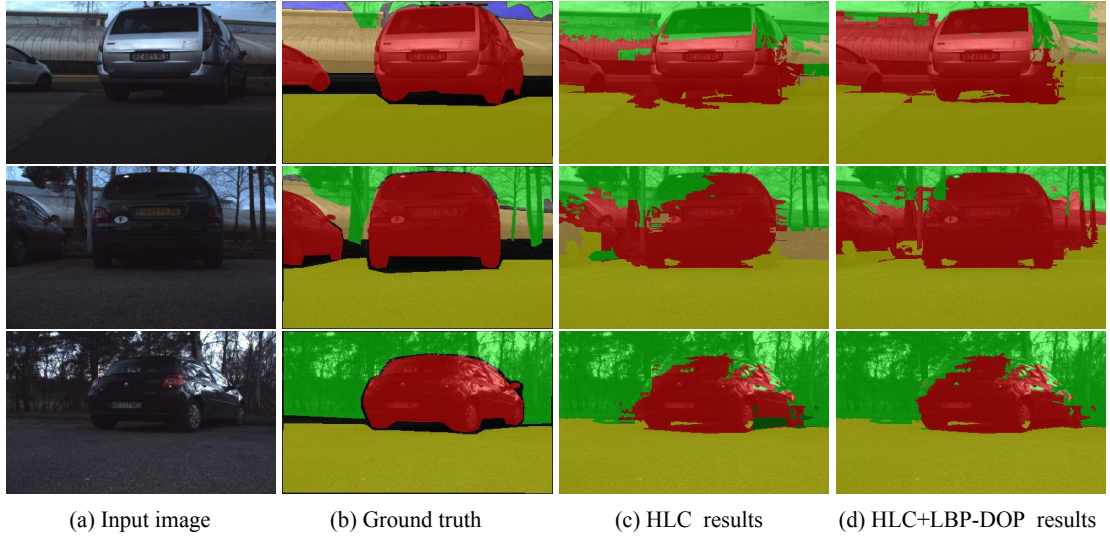 (a) Input image
(b) Ground truth
(c) HLC results
(d) HLC+LBP-DOP results